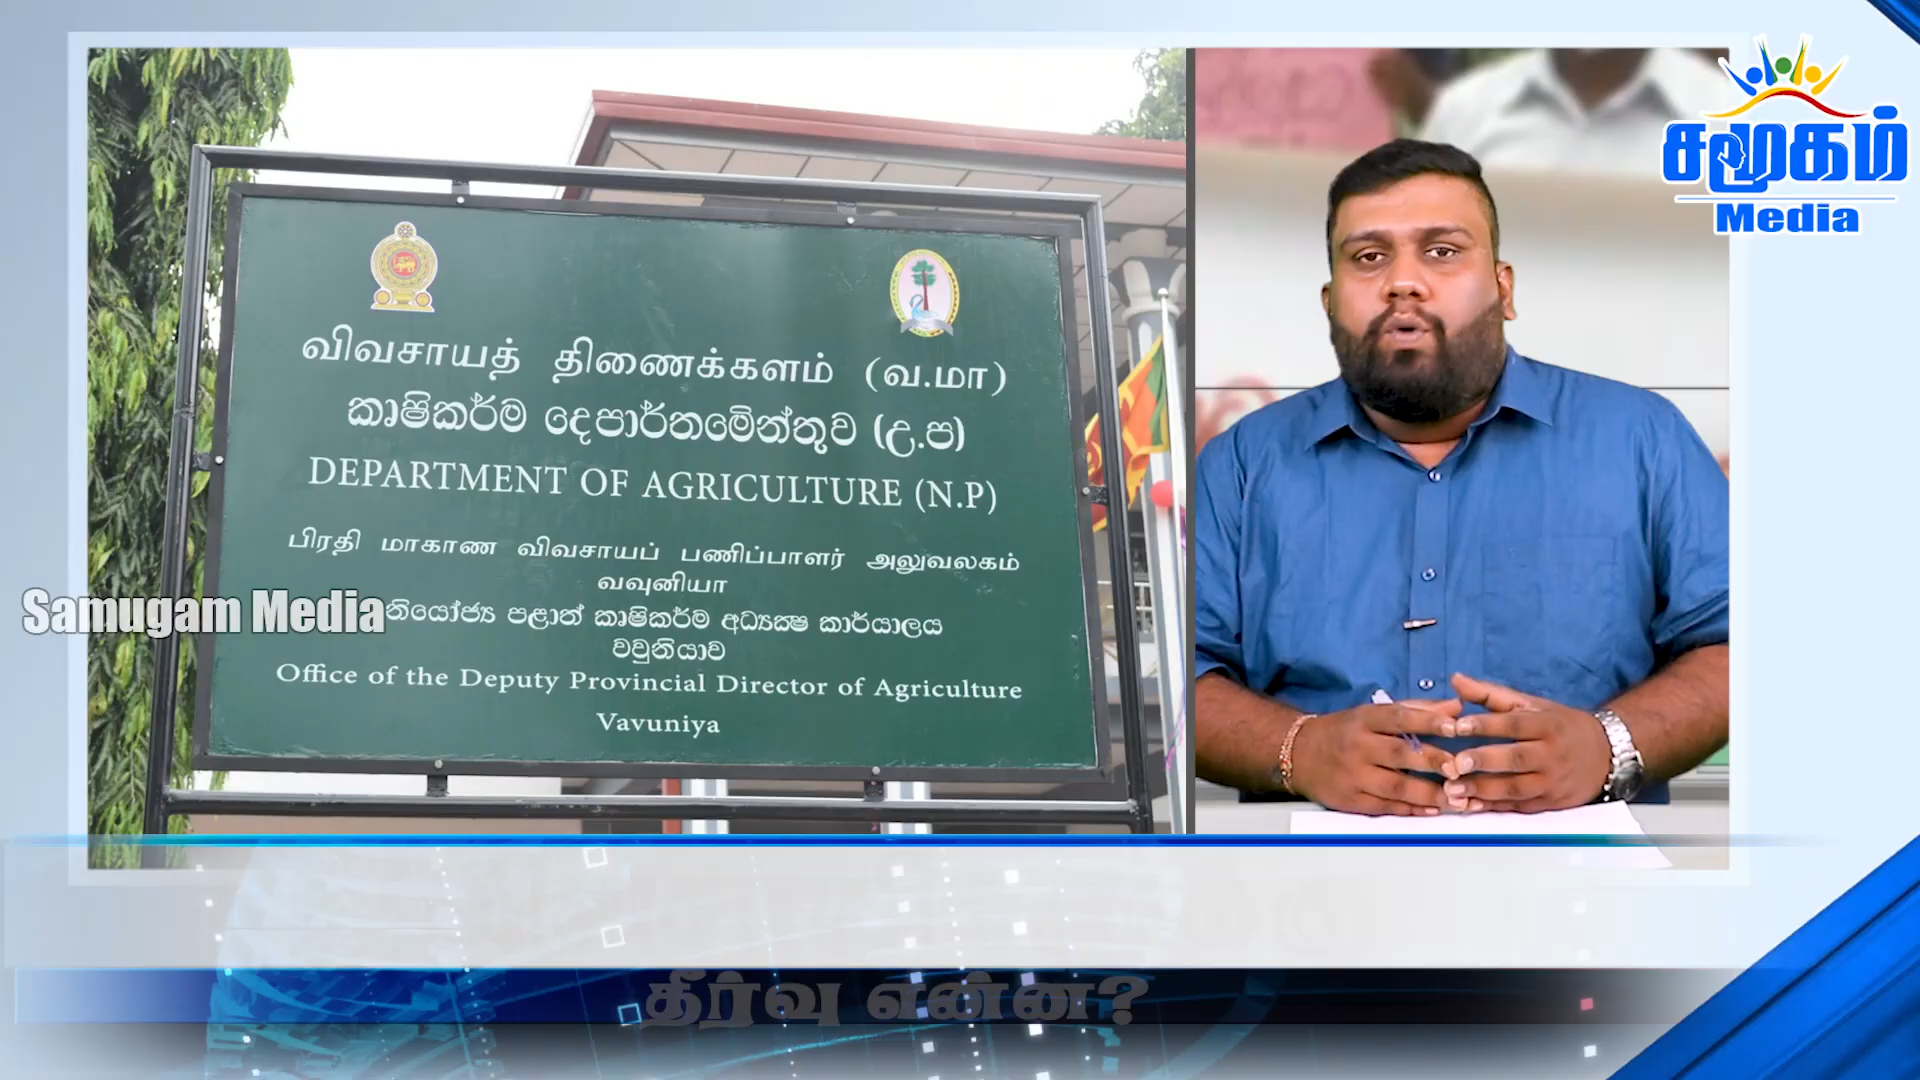 சமூகம்
Media
விவசாயத் திணைக்களம் (வ.மா)
කෘෂිකර්ම දෙපාර්තමේන්තුව (උ.ප)
DEPARTMENT OF AGRICULTURE (N.P)
பிரதி மாகாண விவசாயப் பணிப்பாளர் அலுவலகம்
வவுனியா
නියෝජ්‍ය පළාත් කෘෂිකර්ම අධ්‍යක්ෂ කාර්යාලය
වවුනියාව
Office of the Deputy Provincial Director of Agriculture
Vavuniya
Samugam Media
தீர்வு என்ன?